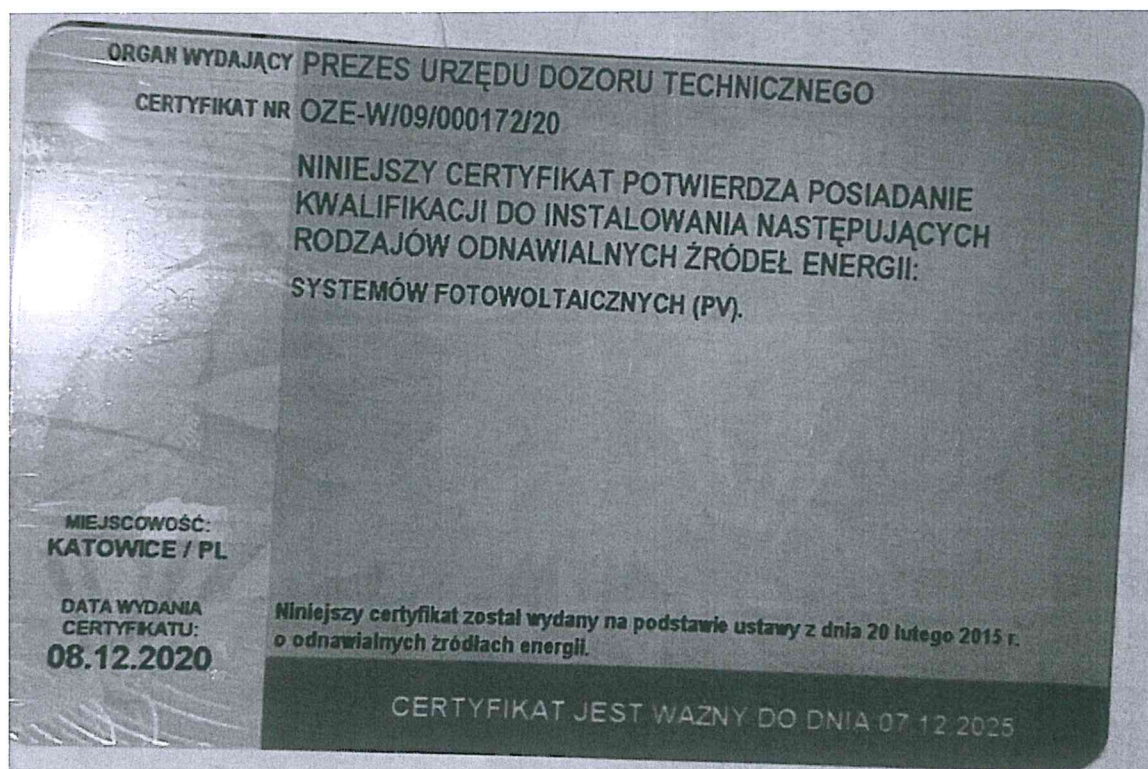 ORGAN WYDAJĄCY PREZES URZĘDU DOZORU TECHNICZNEGO
CERTYFIKAT NR OZE-W/09/000172/20
NINIEJSZY CERTYFIKAT POTWIERDZA POSIADANIE
KWALIFIKACJI DO INSTALOWANIA NASTĘPUJĄCYCH
RODZAJÓW ODNAWIALNYCH ŹRÓDEŁ ENERGII:
SYSTEMÓW FOTOWOLTAICZNYCH (PV).
MIEJSCOWOŚĆ:
KATOWICE / PL
DATA WYDANIA
CERTYFIKATU:
08.12.2020
Niniejszy certyfikat został wydany na podstawie ustawy z dnia 20 lutego 2015 r.
o odnawialnych źródłach energii.
CERTYFIKAT JEST WAŻNY DO DNIA 07.12.2025